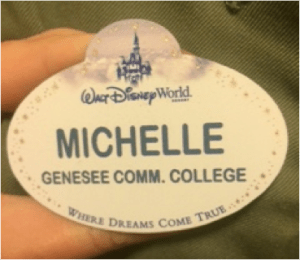 Walt Disney World
RESORT
MICHELLE
GENESEE COMM. COLLEGE
WHERE DREAMS COME TRUE